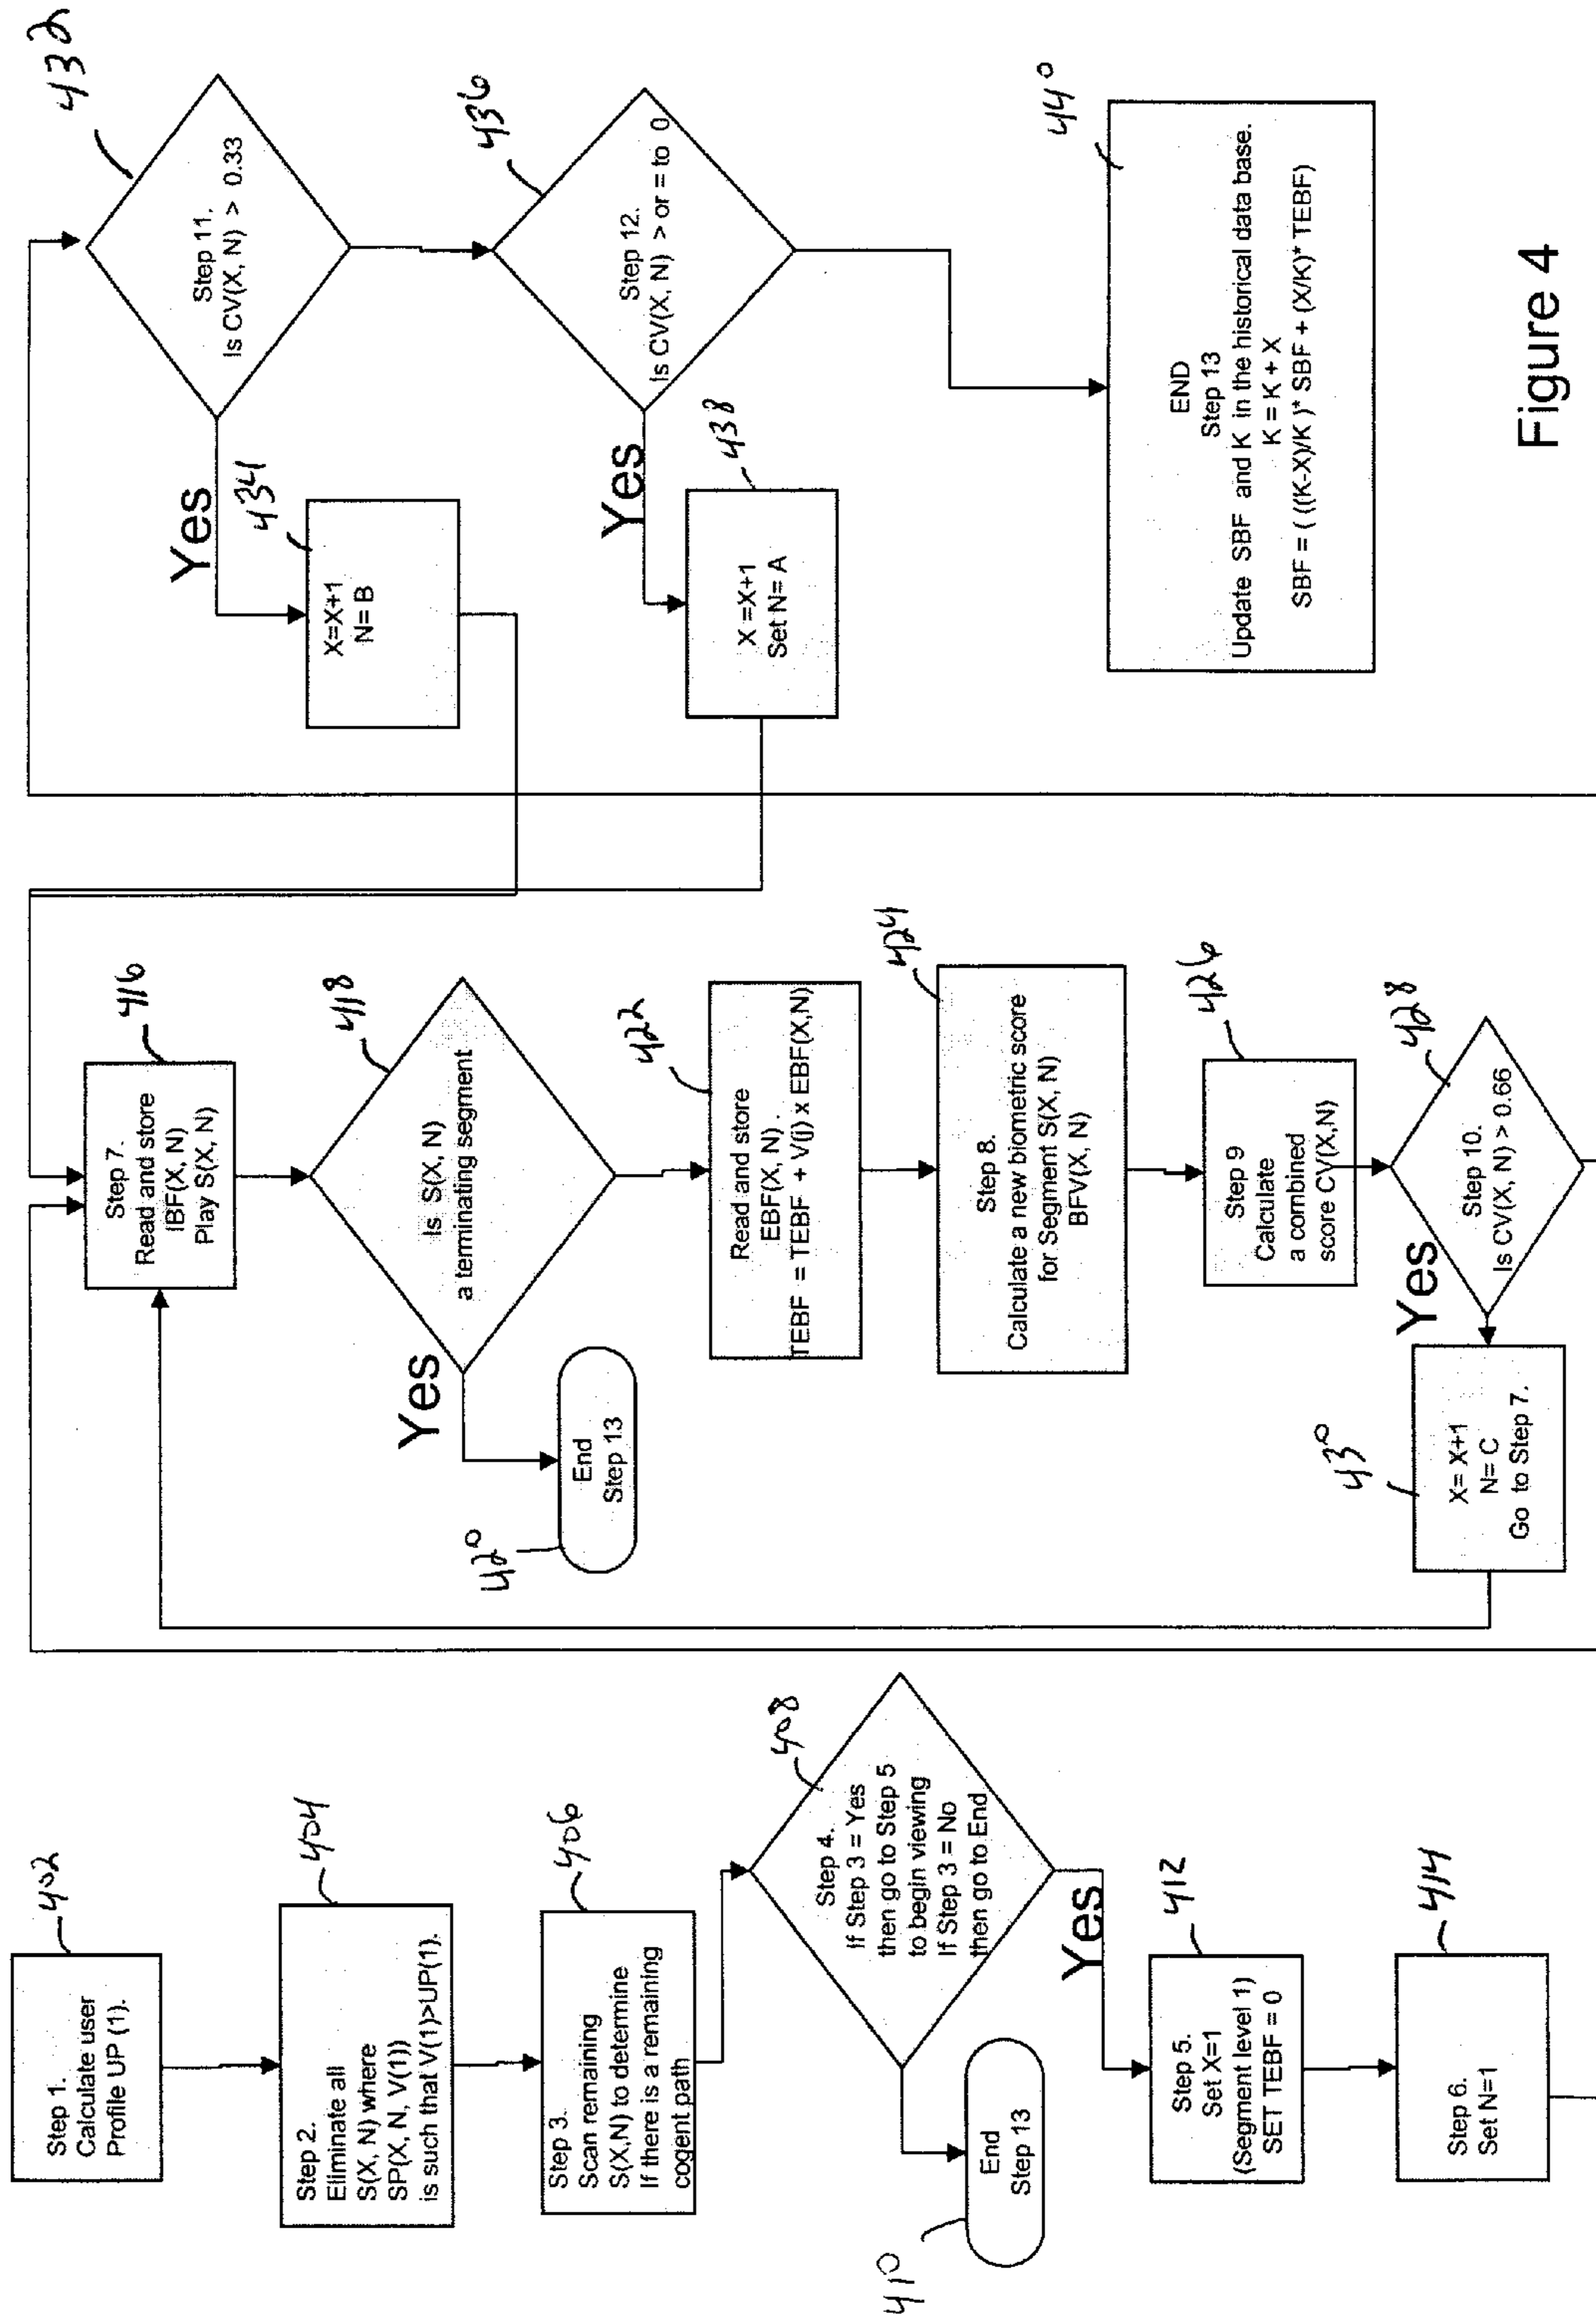 402
Step 1.
Calculate user
Profile UP (1).
404
Step 2.
Eliminate all
S(X, N) where
SP(X, N, V(1))
is such that V(1)>UP(1).
406
Step 3.
Scan remaining
S(X,N) to determine
If there is a remaining
cogent path
408
Step 4.
If Step 3 = Yes
then go to Step 5
to begin viewing
If Step 3 = No
then go to End
410
End
Step 13
Yes
412
Step 5.
Set X=1
(Segment level 1)
SET TEBF = 0
414
Step 6.
Set N=1
416
Step 7.
Read and store
IBF(X, N)
Play S(X, N)
418
Is S(X, N)
a terminating segment
Yes
420
End
Step 13
422
Read and store
EBF(X, N) .
TEBF = TEBF + V(j) x EBF(X,N)
424
Step 8.
Calculate a new biometric score
for Segment S(X, N)
BFV(X, N)
426
Step 9
Calculate
a combined
score CV(X,N)
428
Step 10.
Is CV(X, N) > 0.66
Yes
430
X= X+1
N= C
Go to Step 7.
432
Step 11.
Is CV(X, N) > 0.33
Yes
434
X=X+1
N= B
436
Step 12.
Is CV(X, N) > or = to 0
Yes
438
X =X+1
Set N= A
440
END
Step 13
Update SBF and K in the historical data base.
K = K + X
SBF = ( ((K-X)/K )* SBF + (X/K)* TEBF)
Figure 4